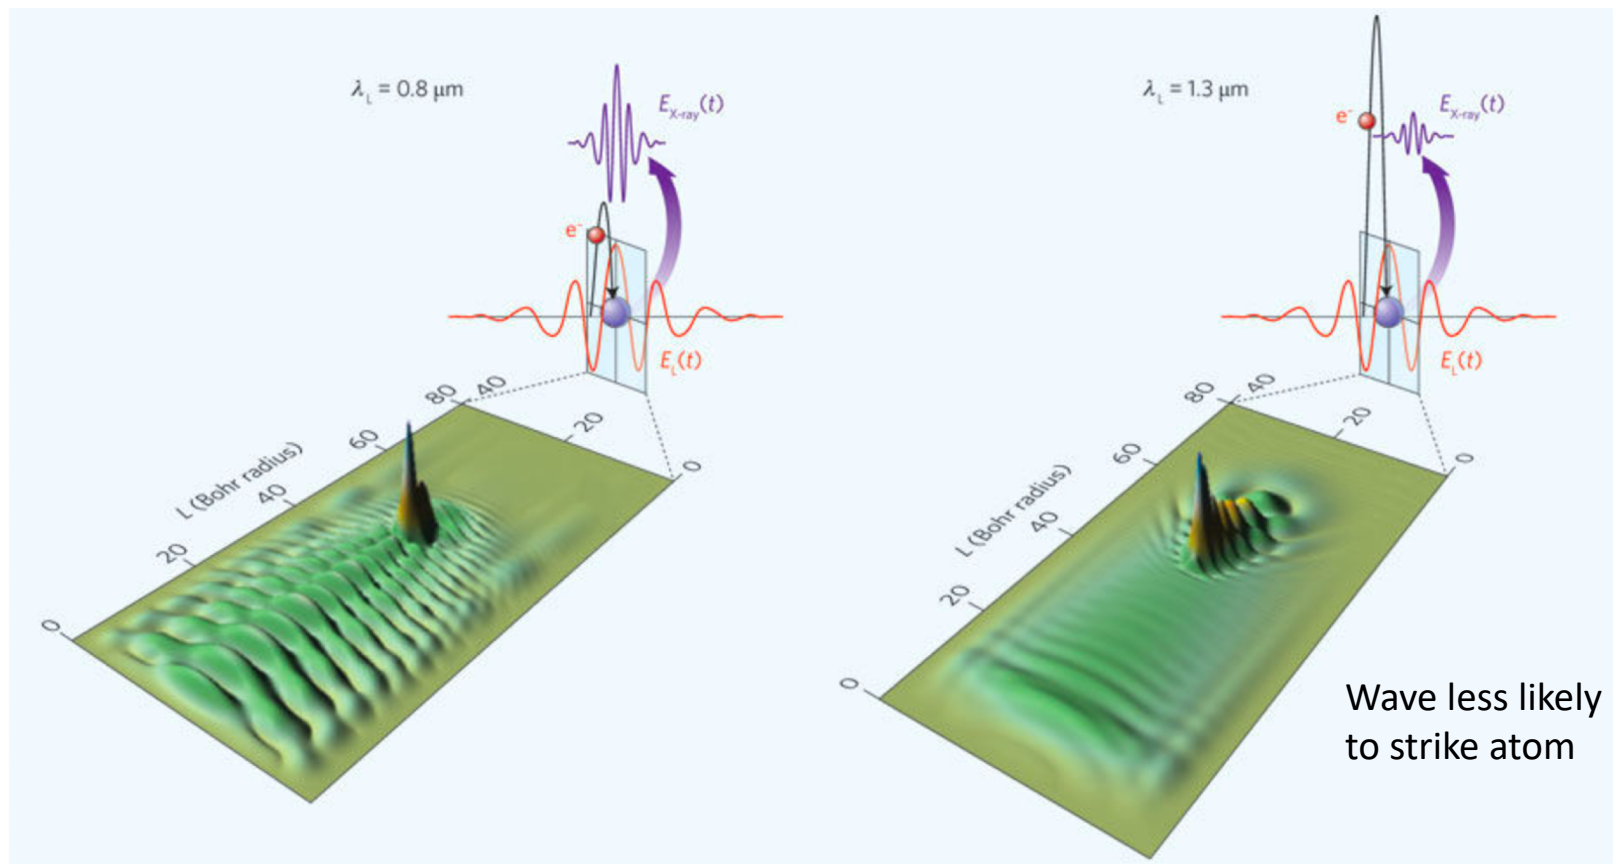 λL = 0.8 μm
EX-ray(t)
e-
EL(t)
80
40
60
20
L (Bohr radius)
40
0
20
0
λL = 1.3 μm
EX-ray(t)
e-
EL(t)
80
40
60
20
L (Bohr radius)
40
0
20
0
Wave less likely
to strike atom